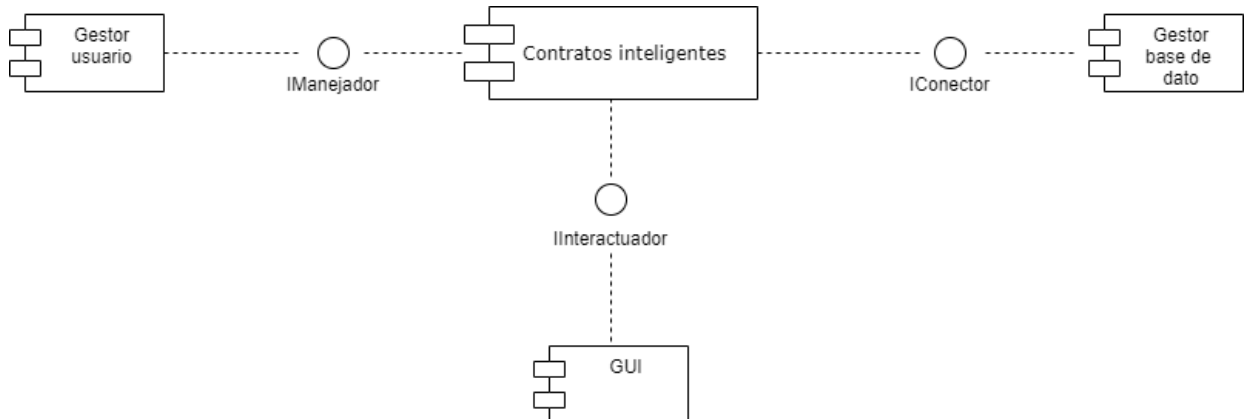 Gestor
usuario
IManejador
Contratos inteligentes
IConector
Gestor
base de
dato
IInteractuador
GUI